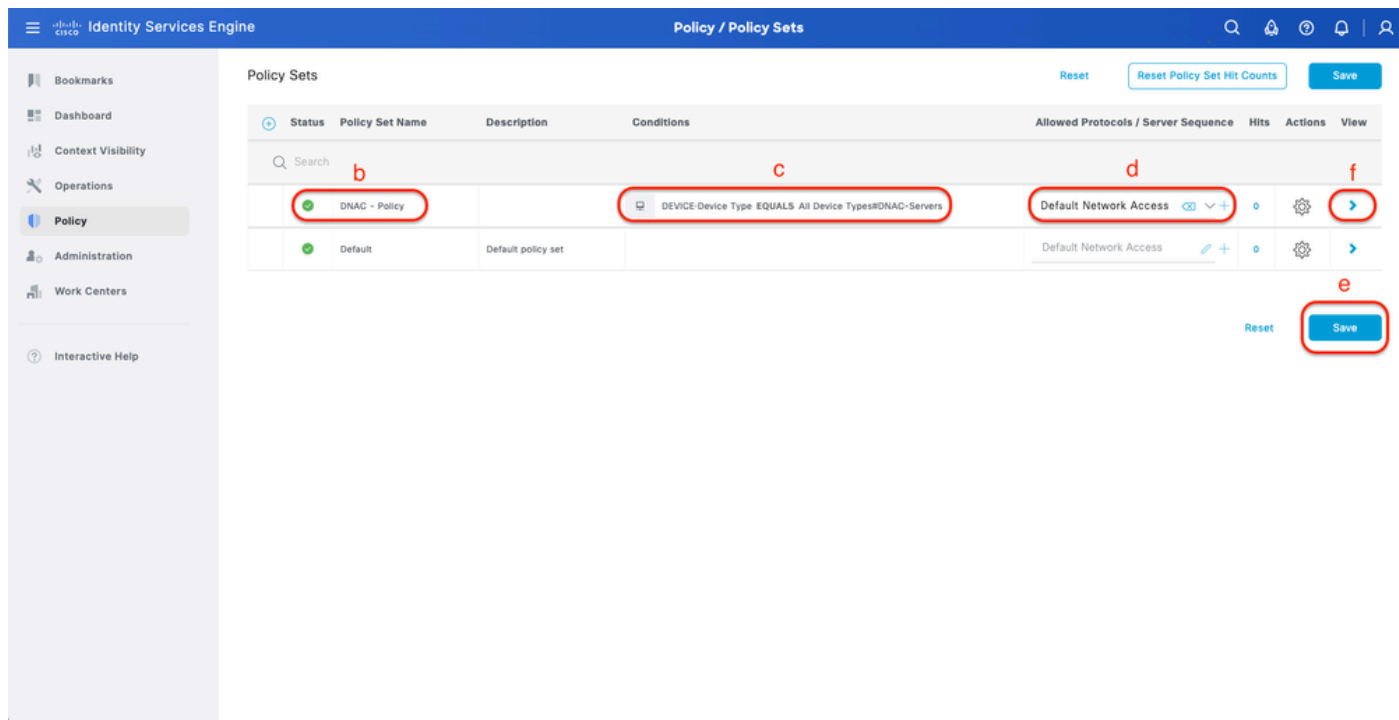 cisco Identity Services Engine
Policy / Policy Sets
Bookmarks
Dashboard
Context Visibility
Operations
Policy
Administration
Work Centers
Interactive Help
Policy Sets
Reset
Reset Policy Set Hit Counts
Save
Status Policy Set Name Description Conditions Allowed Protocols / Server Sequence Hits Actions View
Search
b c d f
DNAC - Policy DEVICE·Device Type EQUALS All Device Types#DNAC-Servers Default Network Access 0
Default Default policy set Default Network Access 0
e
Reset Save